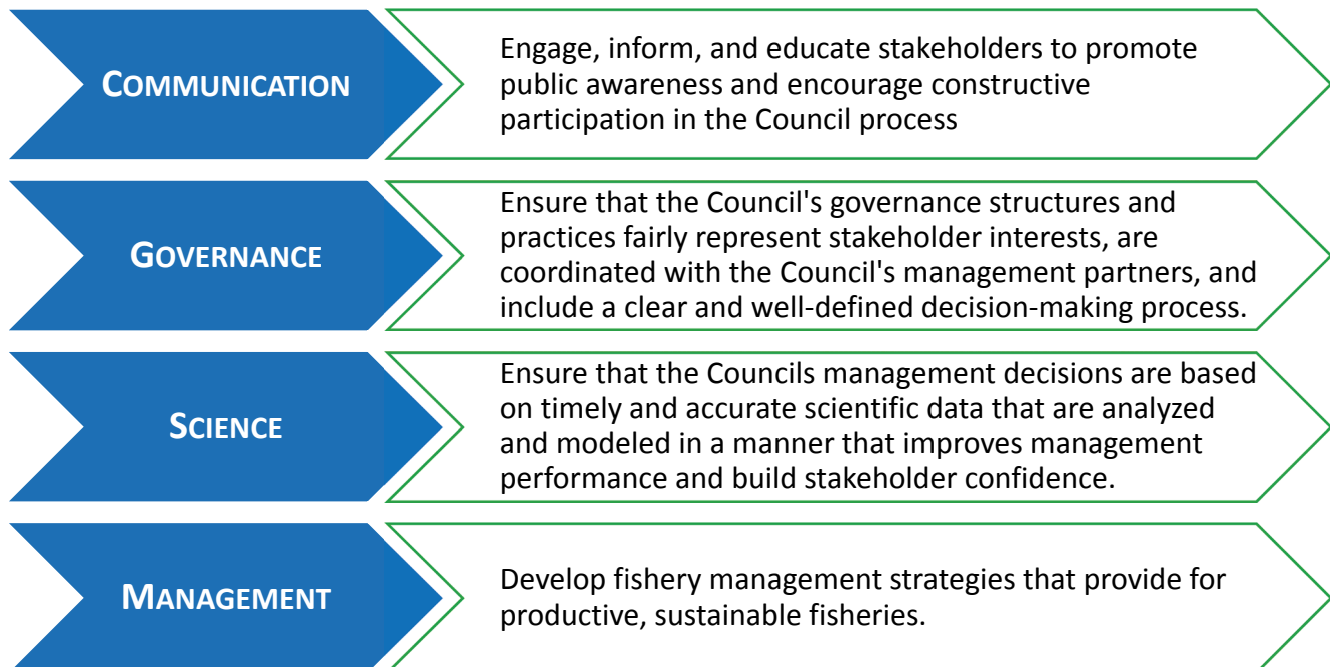 COMMUNICATION
Engage, inform, and educate stakeholders to promote
public awareness and encourage constructive
participation in the Council process
GOVERNANCE
Ensure that the Council's governance structures and
practices fairly represent stakeholder interests, are
coordinated with the Council's management partners, and
include a clear and well-defined decision-making process.
SCIENCE
Ensure that the Councils management decisions are based
on timely and accurate scientific data that are analyzed
and modeled in a manner that improves management
performance and build stakeholder confidence.
MANAGEMENT
Develop fishery management strategies that provide for
productive, sustainable fisheries.